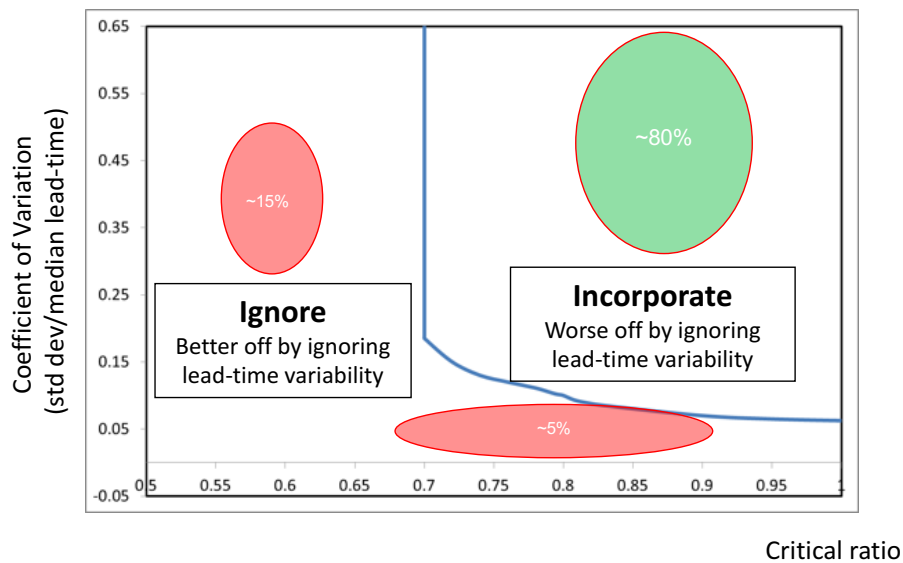 Coefficient of Variation
(std dev/median lead-time)
0.65
0.55
0.45
0.35
0.25
0.15
0.05
-0.05
~15%
~80%
Ignore
Better off by ignoring
lead-time variability
Incorporate
Worse off by ignoring
lead-time variability
~5%
0.5 0.55 0.6 0.65 0.7 0.75 0.8 0.85 0.9 0.95 1
Critical ratio